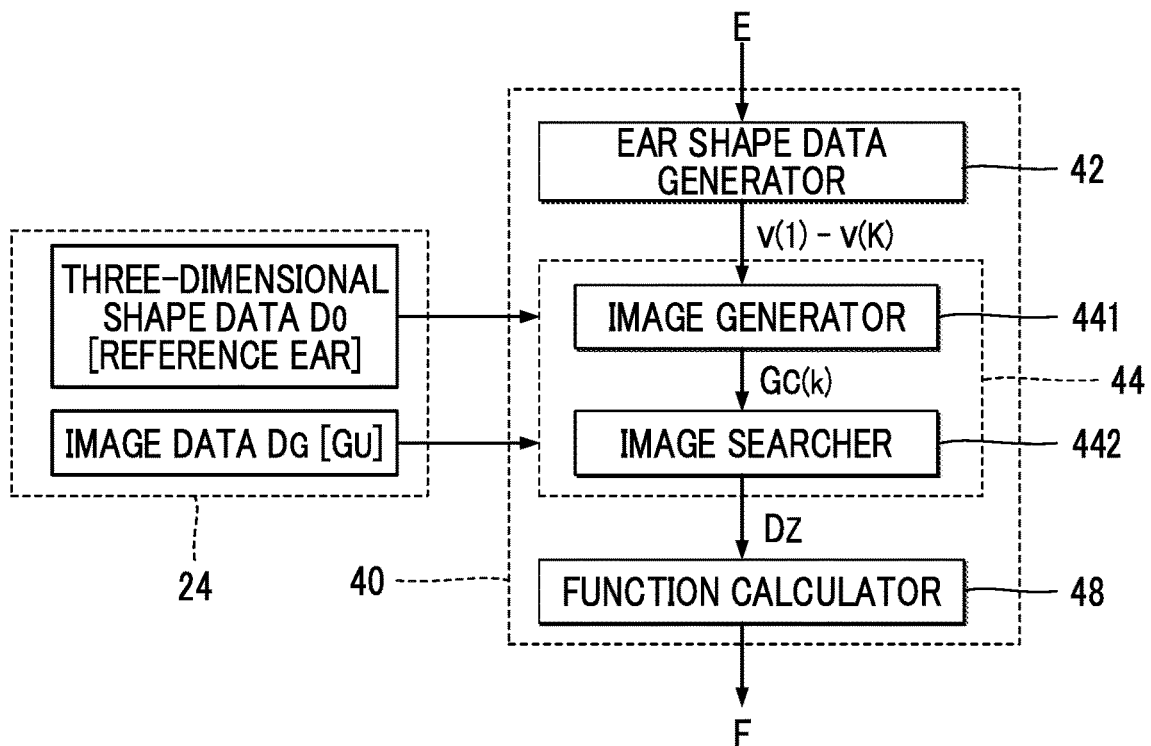 E
EAR SHAPE DATA
GENERATOR
42
v(1) - v(K)
THREE-DIMENSIONAL
SHAPE DATA D0
[REFERENCE EAR]
IMAGE GENERATOR
441
GC(k)
44
IMAGE DATA DG [GU]
IMAGE SEARCHER
442
DZ
24
40
FUNCTION CALCULATOR
48
F